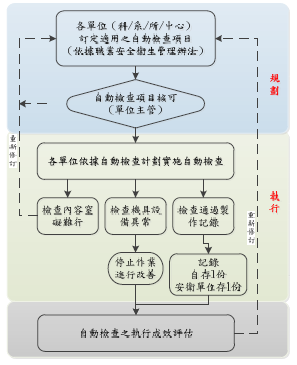 各單位（科/系/所/中心）
訂定適用之自動檢查項目
（依據職業安全衛生管理辦法）
規劃
自動檢查項目核可
（單位主管）
重新修訂
各單位依據自動檢查計劃實施自動檢查
執行
檢查內容窒
礙難行
檢查機具設
備異常
檢查通過製
作記錄
重新修訂
停止作業
進行改善
記錄
自存1份
安衛單位存1份
自動檢查之執行成效評估